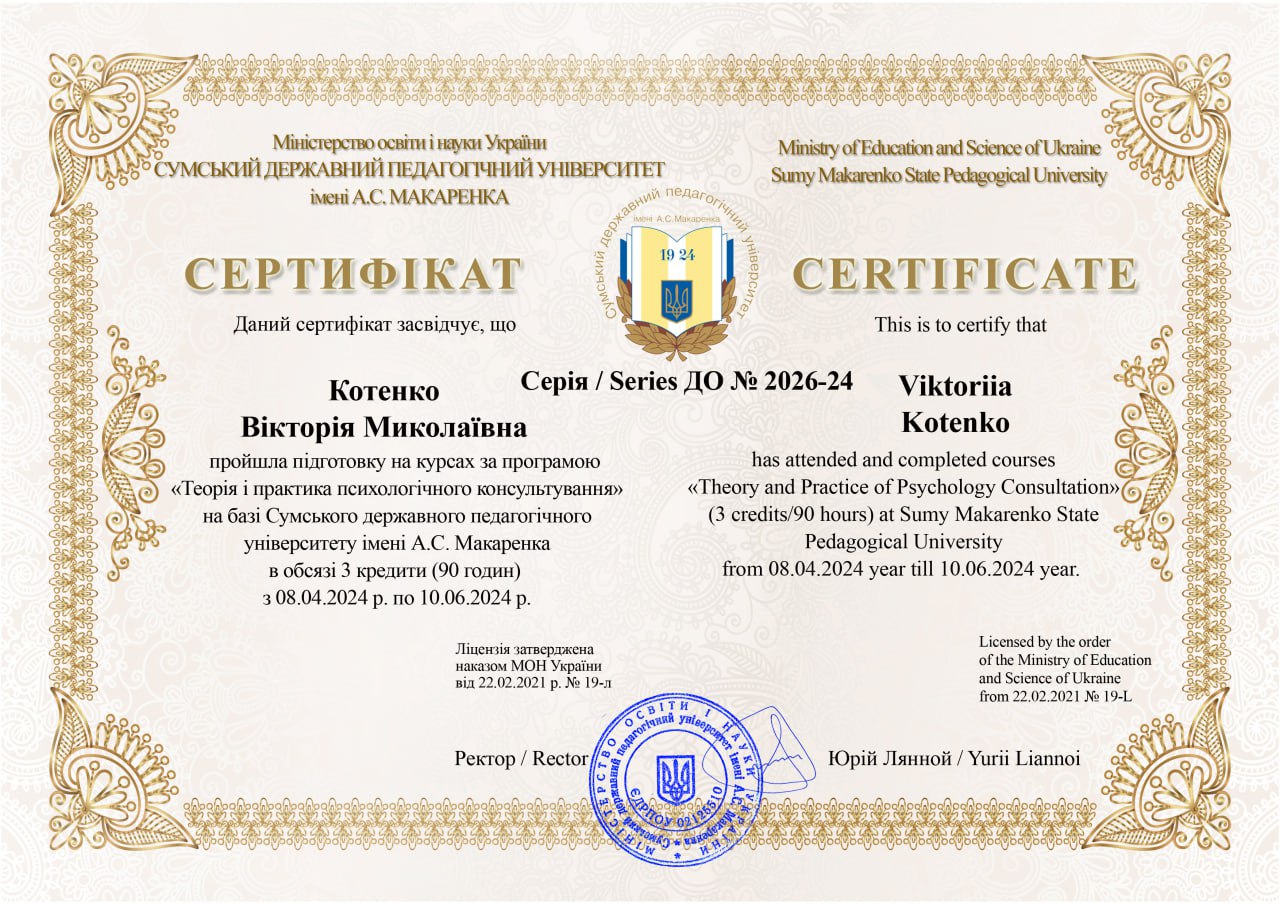 Міністерство освіти і науки України
СУМСЬКИЙ ДЕРЖАВНИЙ ПЕДАГОГІЧНИЙ УНІВЕРСИТЕТ
імені А.С. МАКАРЕНКА
Ministry of Education and Science of Ukraine
Sumy Makarenko State Pedagogical University
Сумський державний педагогічний університет
імені А.С.Макаренка
19 24
СЕРТИФІКАТ
Даний сертифікат засвідчує, що
CERTIFICATE
This is to certify that
Серія / Series ДО № 2026-24
Котенко
Вікторія Миколаївна
пройшла підготовку на курсах за програмою
«Теорія і практика психологічного консультування»
на базі Сумського державного педагогічного
університету імені А.С. Макаренка
в обсязі 3 кредити (90 годин)
з 08.04.2024 р. по 10.06.2024 р.
Viktoriia
Kotenko
has attended and completed courses
«Theory and Practice of Psychology Consultation»
(3 credits/90 hours) at Sumy Makarenko State
Pedagogical University
from 08.04.2024 year till 10.06.2024 year.
Ліцензія затверджена
наказом МОН України
від 22.02.2021 р. № 19-л
Licensed by the order
of the Ministry of Education
and Science of Ukraine
from 22.02.2021 № 19-L
Ректор / Rector
МІНІСТЕРСТВО ОСВІТИ І НАУКИ УКРАЇНИ
Сумський державний педагогічний університет імені А.С.Макаренка
ЄДРПОУ 02125510
Юрій Лянной / Yurii Liannoi